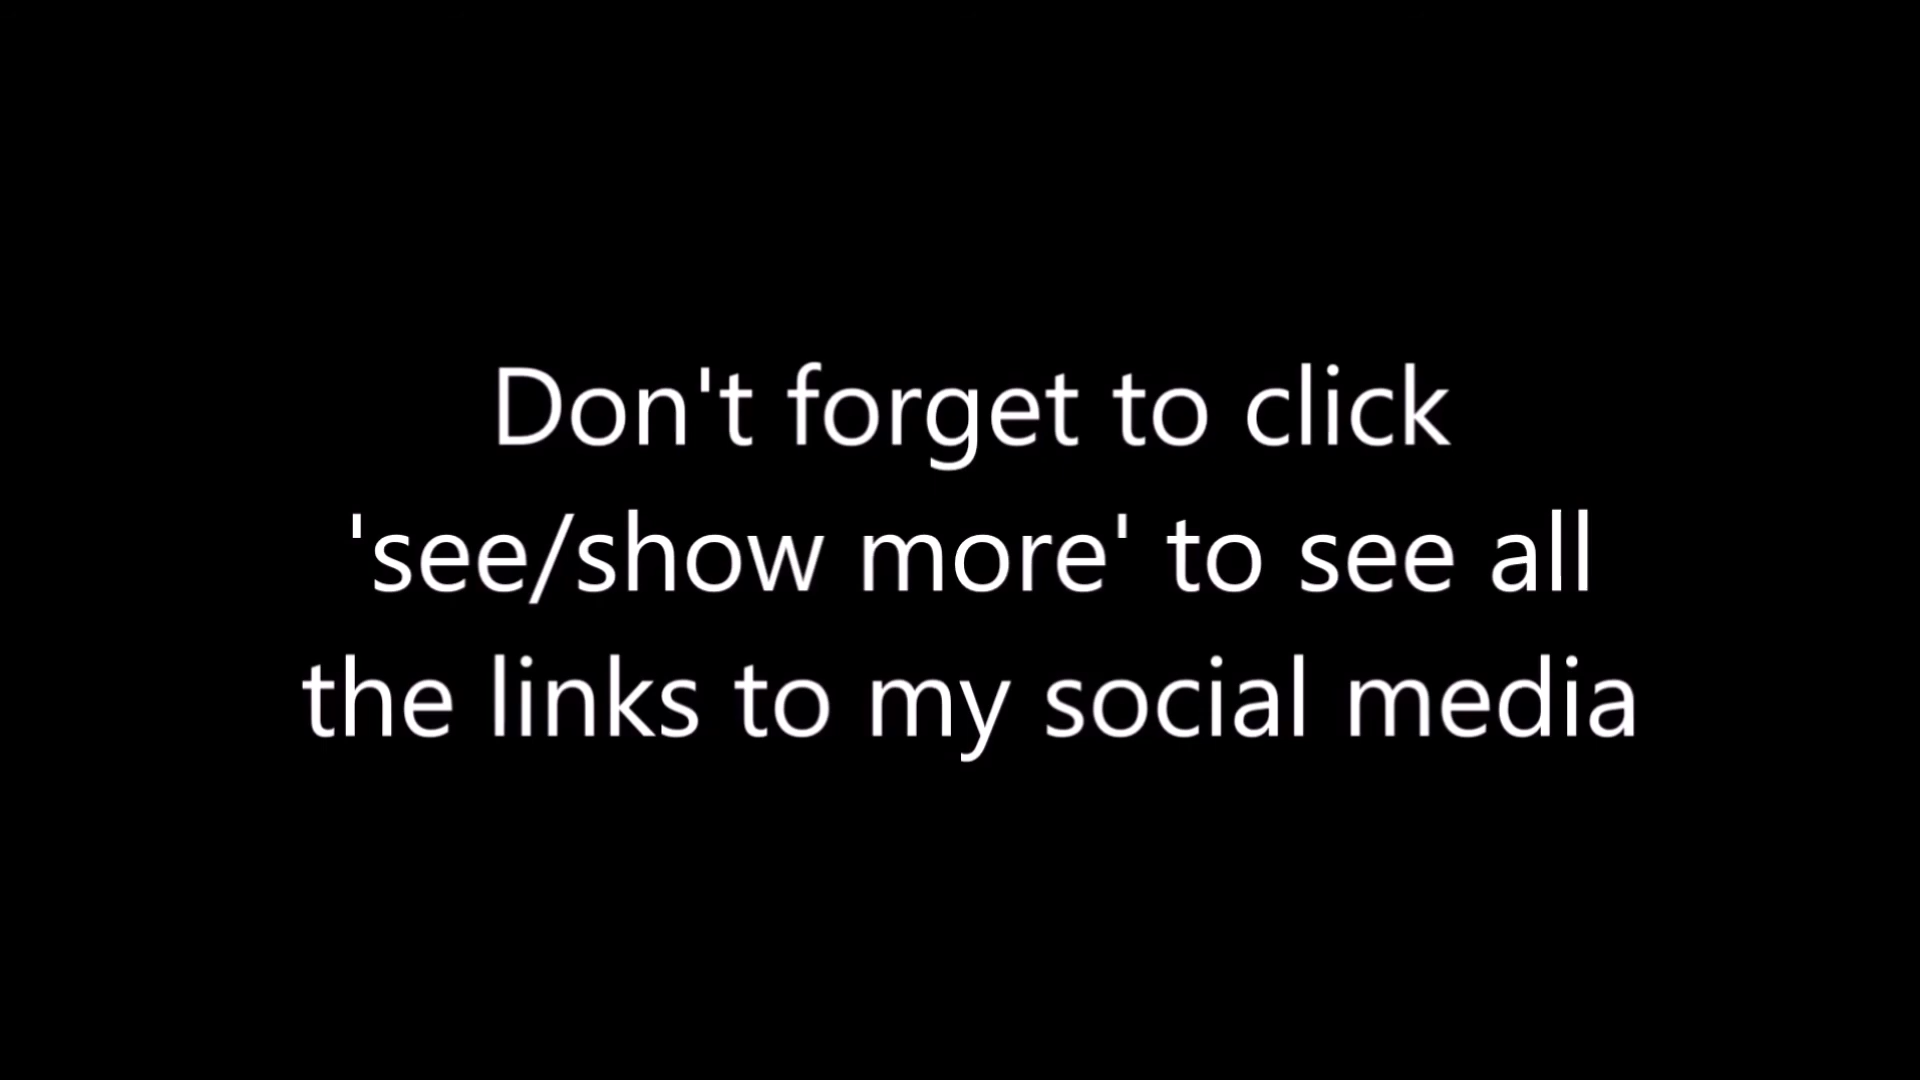 Don't forget to click
'see/show more' to see all
the links to my social media